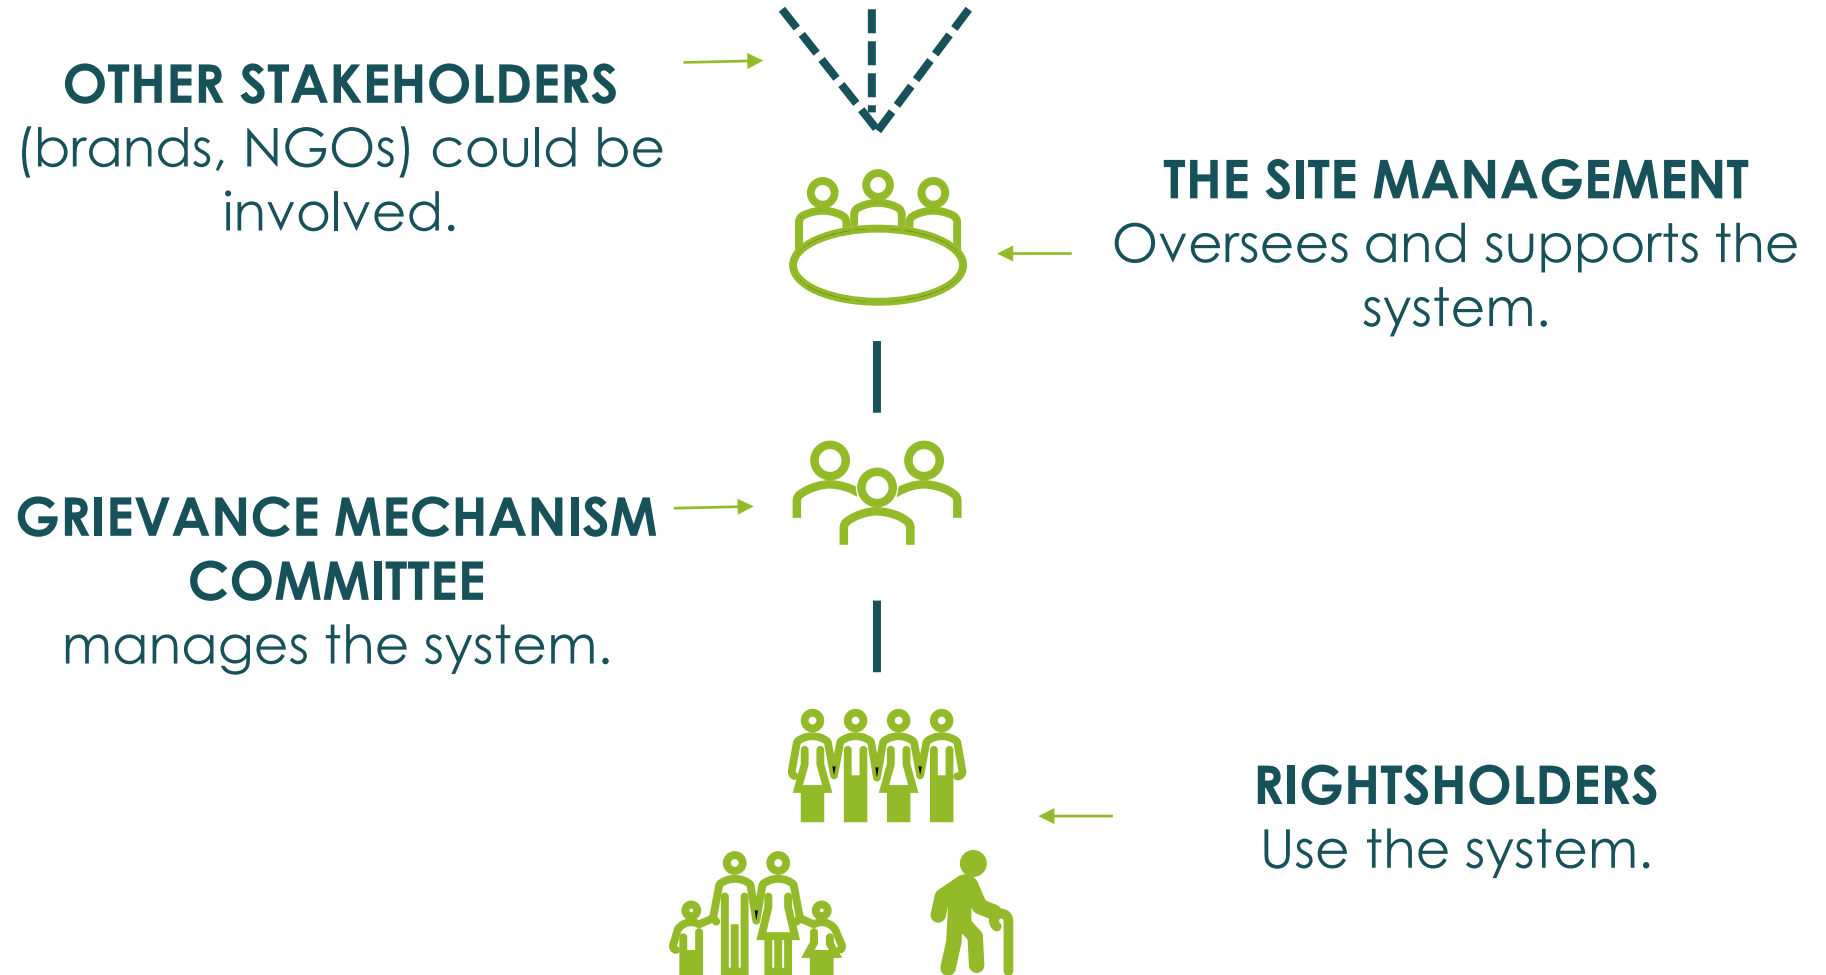 OTHER STAKEHOLDERS
(brands, NGOs) could be
involved.
THE SITE MANAGEMENT
Oversees and supports the
system.
GRIEVANCE MECHANISM
COMMITTEE
manages the system.
RIGHTSHOLDERS
Use the system.